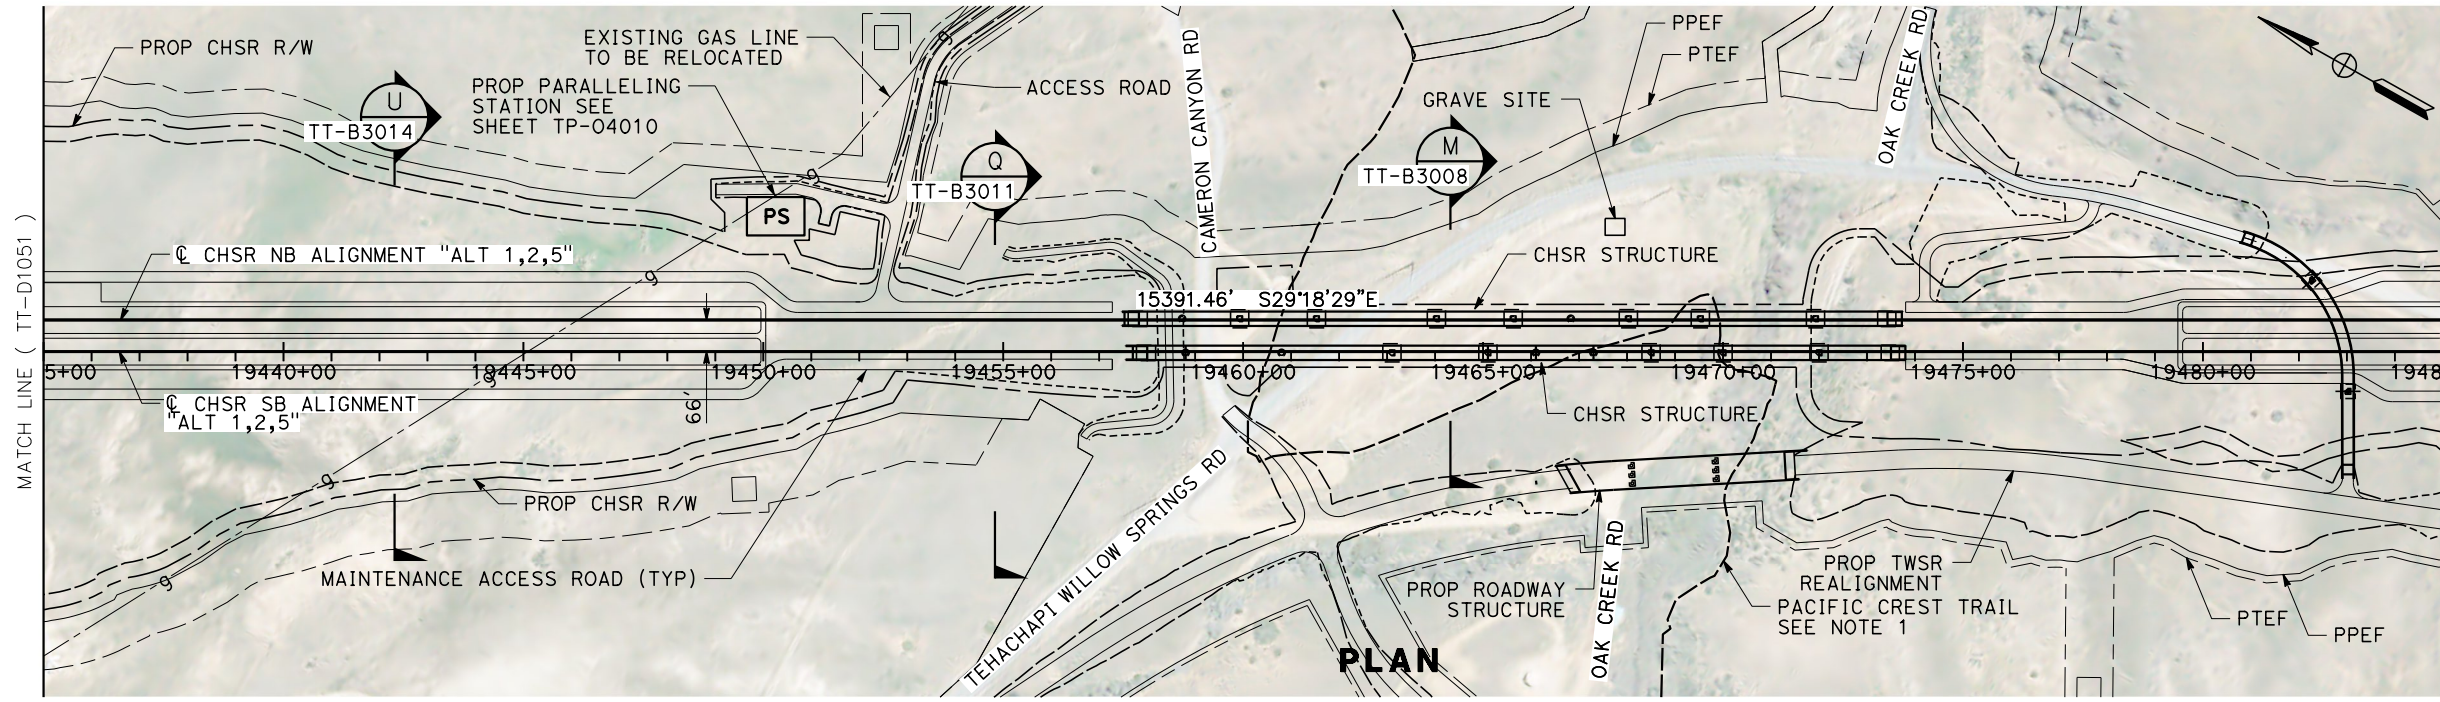 PROP CHSR R/W
EXISTING GAS LINE
TO BE RELOCATED
PROP PARALLELING
STATION SEE
SHEET TP-04010
U
TT-B3014
ACCESS ROAD
Q
TT-B3011
CAMERON CANYON RD
GRAVE SITE
PPEF
PTEF
M
TT-B3008
OAK CREEK RD
PS
g
g
g
g
g
g
MATCH LINE ( TT-D1051 )
℄ CHSR NB ALIGNMENT "ALT 1,2,5"
15391.46' S29°18'29"E
CHSR STRUCTURE
5+00
19440+00
19445+00
19450+00
19455+00
19460+00
19465+00
19470+00
19475+00
19480+00
1948
66'
℄ CHSR SB ALIGNMENT
"ALT 1,2,5"
CHSR STRUCTURE
PROP CHSR R/W
MAINTENANCE ACCESS ROAD (TYP)
TEHACHAPI WILLOW SPRINGS RD
PROP ROADWAY
STRUCTURE
OAK CREEK RD
PROP TWSR
REALIGNMENT
PACIFIC CREST TRAIL
SEE NOTE 1
PTEF
PPEF
PLAN